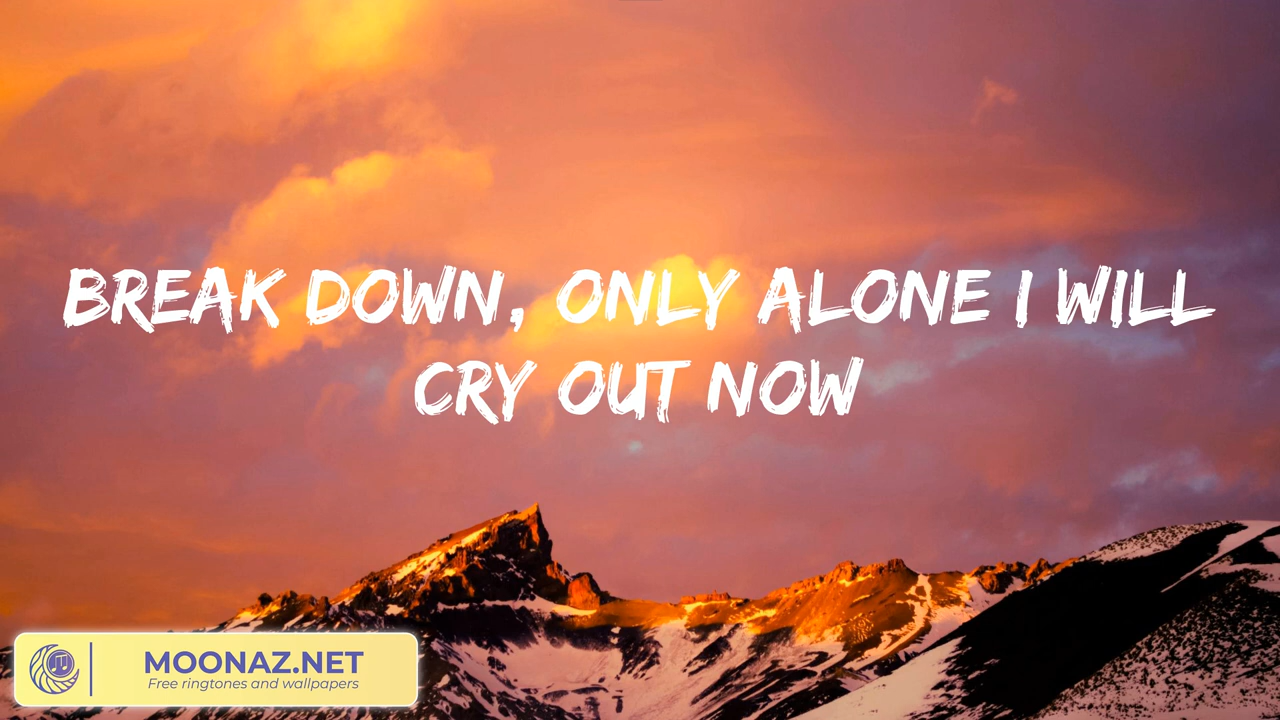 BREAK DOWN, ONLY ALONE I WILL
CRY OUT NOW
MOONAZ.NET
Free ringtones and wallpapers